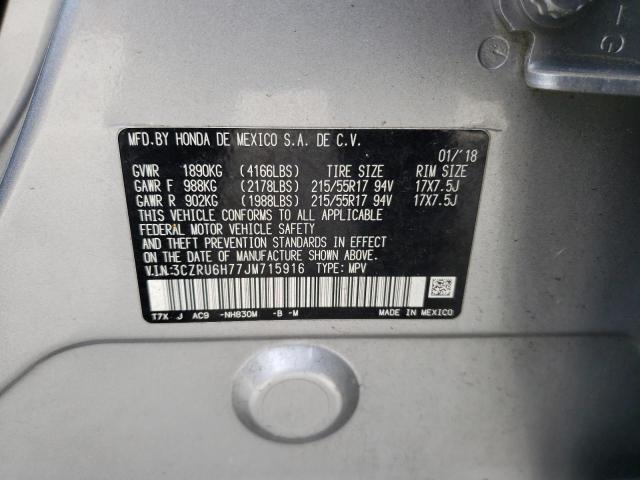 MFD.BY HONDA DE MEXICO S.A. DE C.V.
01/'18
GVWR 1890KG (4166LBS) TIRE SIZE RIM SIZE
GAWR F 988KG (2178LBS) 215/55R17 94V 17X7.5J
GAWR R 902KG (1988LBS) 215/55R17 94V 17X7.5J
THIS VEHICLE CONFORMS TO ALL APPLICABLE
FEDERAL MOTOR VEHICLE SAFETY
AND THEFT PREVENTION STANDARDS IN EFFECT
ON THE DATE OF MANUFACTURE SHOWN ABOVE.
V.I.N:3CZRU6H77JM715916 TYPE: MPV
T7X J AC9 -NH830M -B -M MADE IN MEXICO